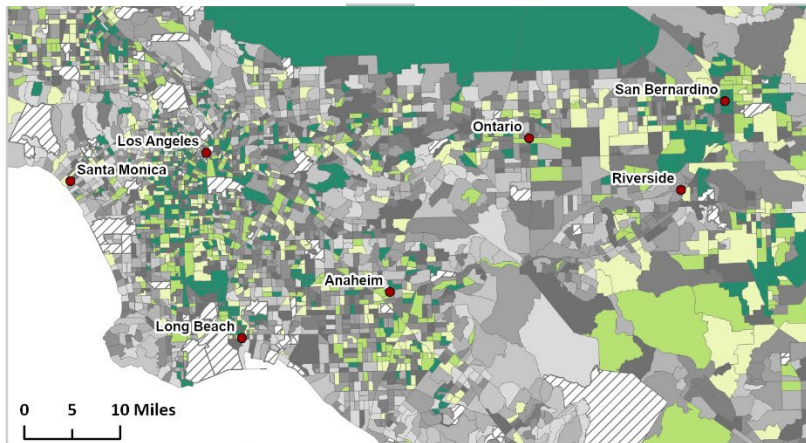 San Bernardino
Ontario
Los Angeles
Santa Monica
Riverside
Anaheim
Long Beach
0 5 10 Miles